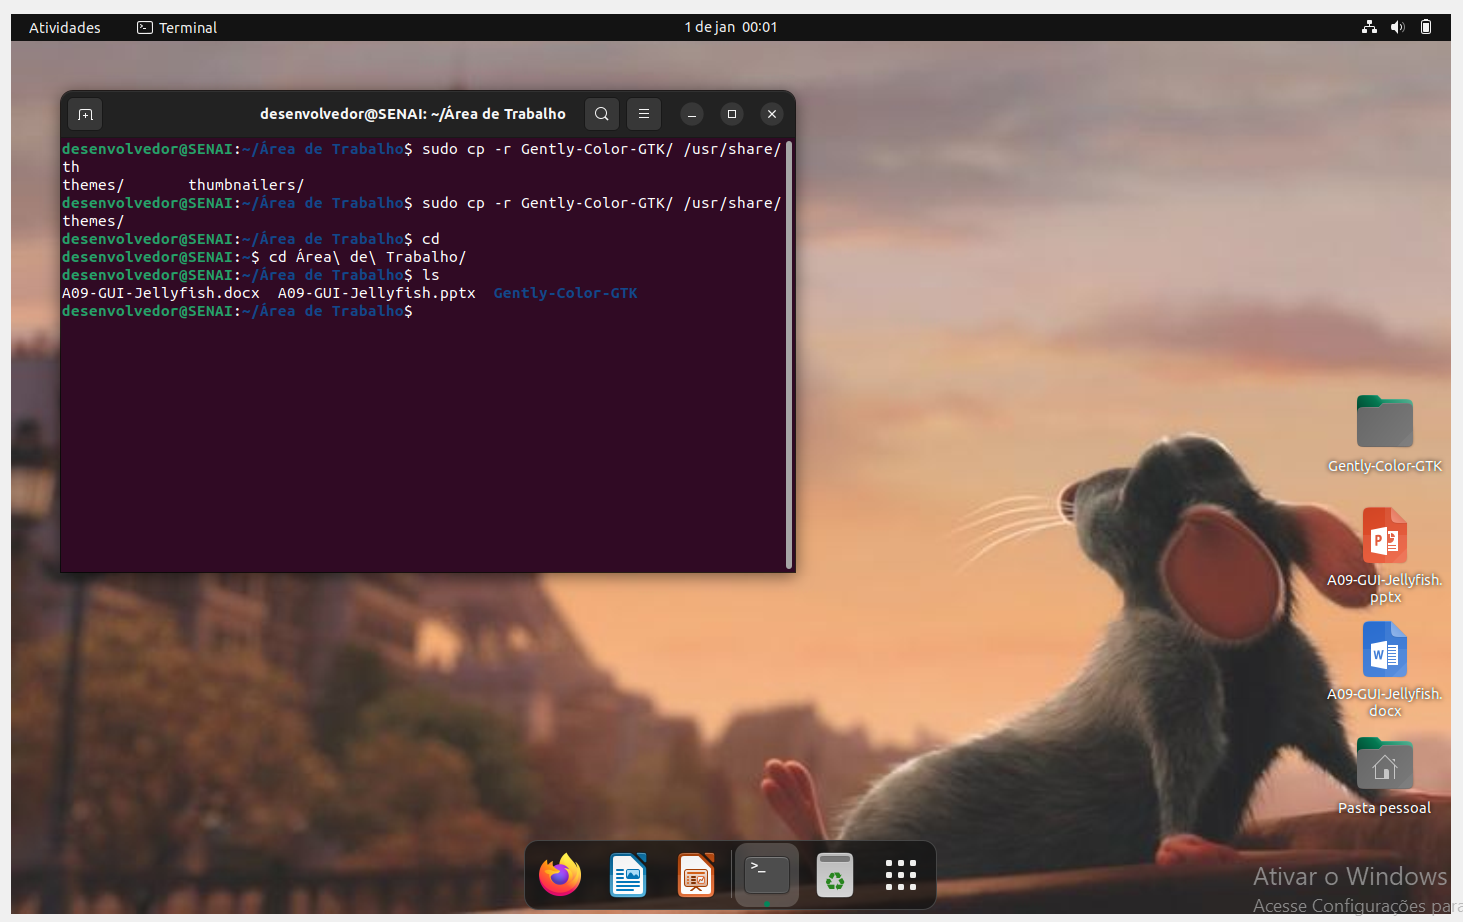 Atividades
Terminal
1 de jan 00:01
desenvolvedor@SENAI: ~/Área de Trabalho
desenvolvedor@SENAI:~/Área de Trabalho$ sudo cp -r Gently-Color-GTK/ /usr/share/
th
themes/       thumbnailers/
desenvolvedor@SENAI:~/Área de Trabalho$ sudo cp -r Gently-Color-GTK/ /usr/share/
themes/
desenvolvedor@SENAI:~/Área de Trabalho$ cd
desenvolvedor@SENAI:~$ cd Área\ de\ Trabalho/
desenvolvedor@SENAI:~/Área de Trabalho$ ls
A09-GUI-Jellyfish.docx  A09-GUI-Jellyfish.pptx  Gently-Color-GTK
desenvolvedor@SENAI:~/Área de Trabalho$
Gently-Color-GTK
P
A09-GUI-Jellyfish.
pptx
W
A09-GUI-Jellyfish.
docx
Pasta pessoal
>_
Ativar o Windows
Acesse Configurações para